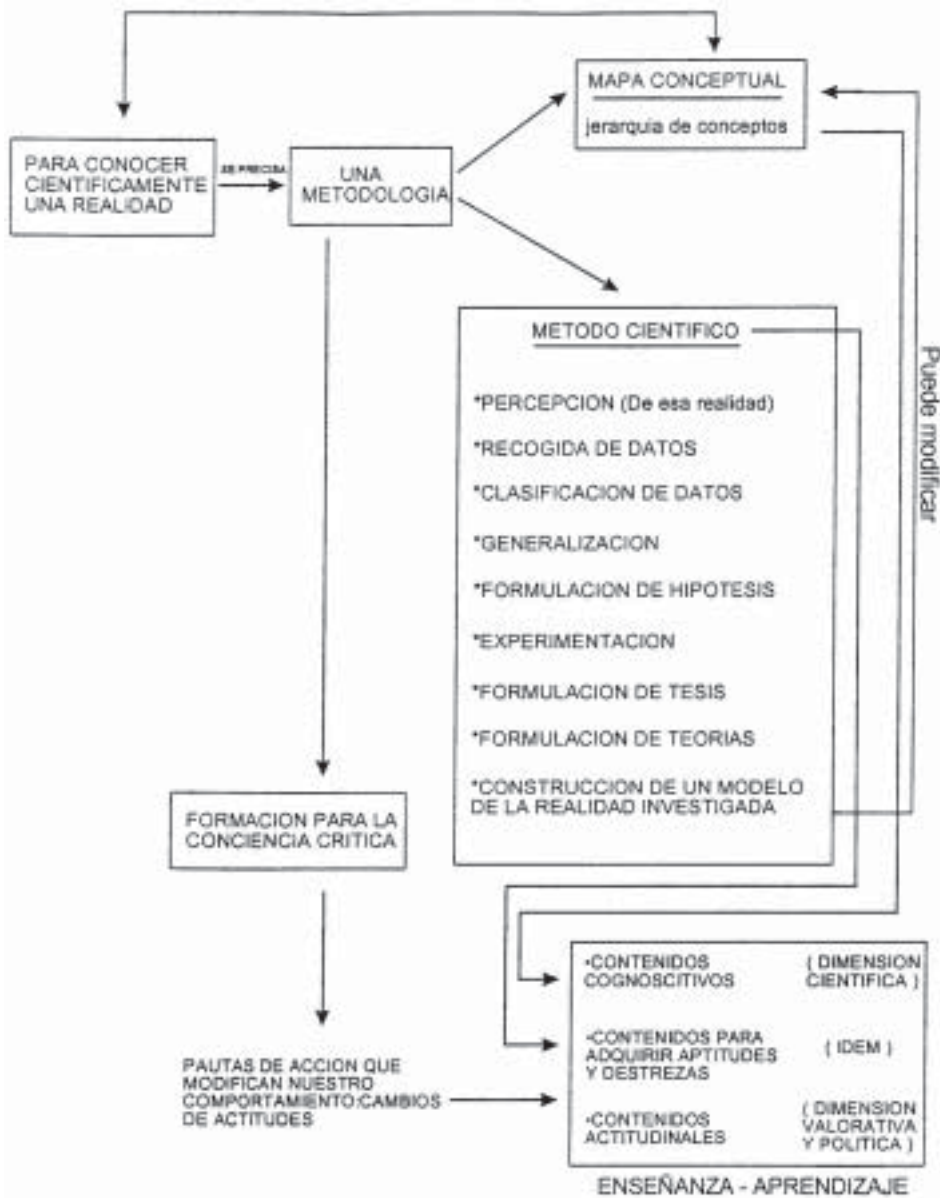 MAPA CONCEPTUAL
jerarquia de conceptos
PARA CONOCER
CIENTIFICAMENTE
UNA REALIDAD
SE PRECISA
UNA
METODOLOGIA
METODO CIENTIFICO
*PERCEPCION (De esa realidad)
*RECOGIDA DE DATOS
*CLASIFICACION DE DATOS
*GENERALIZACION
*FORMULACION DE HIPOTESIS
*EXPERIMENTACION
*FORMULACION DE TESIS
*FORMULACION DE TEORIAS
*CONSTRUCCION DE UN MODELO
DE LA REALIDAD INVESTIGADA
Puede modificar
FORMACION PARA LA
CONCIENCIA CRITICA
PAUTAS DE ACCION QUE
MODIFICAN NUESTRO
COMPORTAMIENTO:CAMBIOS
DE ACTITUDES
•CONTENIDOS
COGNOSCITIVOS
( DIMENSION
CIENTIFICA )
•CONTENIDOS PARA
ADQUIRIR APTITUDES
Y DESTREZAS
( IDEM )
•CONTENIDOS
ACTITUDINALES
( DIMENSION
VALORATIVA
Y POLITICA )
ENSEÑANZA - APRENDIZAJE